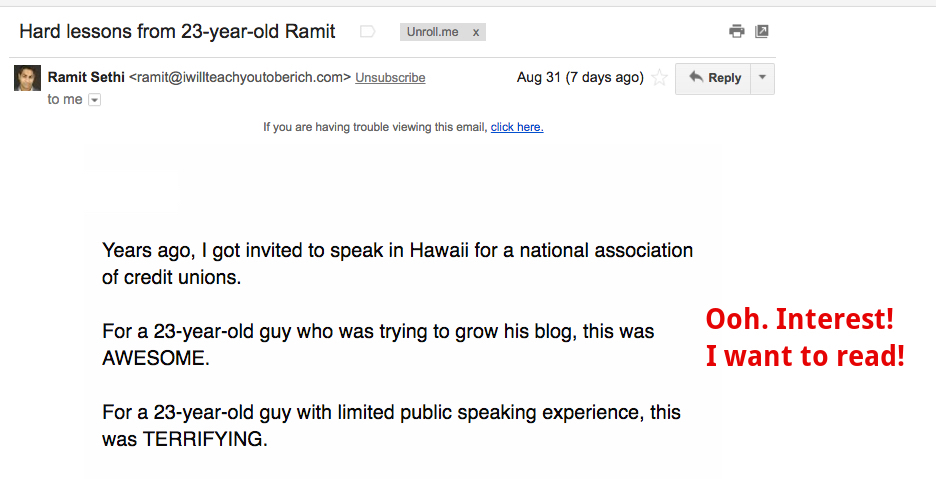 Hard lessons from 23-year-old Ramit
Unroll.me x
Ramit Sethi <ramit@iwillteachyoutoberich.com> Unsubscribe
Aug 31 (7 days ago)
Reply
to me
If you are having trouble viewing this email, click here.
Years ago, I got invited to speak in Hawaii for a national association
of credit unions.
For a 23-year-old guy who was trying to grow his blog, this was
AWESOME.
Ooh. Interest!
I want to read!
For a 23-year-old guy with limited public speaking experience, this
was TERRIFYING.